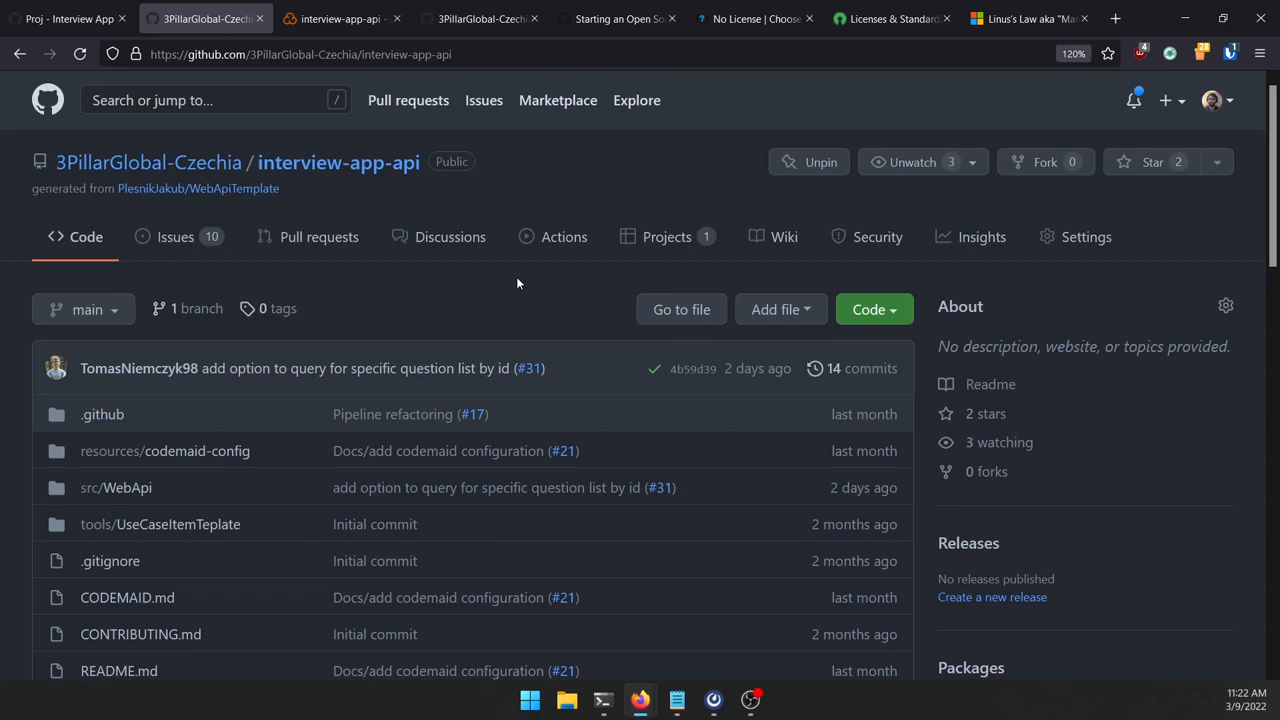 Proj - Interview App
3PillarGlobal-Czechi
interview-app-api -
3PillarGlobal-Czechi
Starting an Open So
No License | Choose
Licenses & Standard
Linus's Law aka "Mar
https://github.com/3PillarGlobal-Czechia/interview-app-api
120%
4
28
1
Search or jump to...
/
Pull requests
Issues
Marketplace
Explore
3PillarGlobal-Czechia / interview-app-api
Public
Unpin
Unwatch 3
Fork 0
Star 2
generated from PlesnikJakub/WebApiTemplate
Code
Issues 10
Pull requests
Discussions
Actions
Projects 1
Wiki
Security
Insights
Settings
main
1 branch
0 tags
Go to file
Add file
Code
About
No description, website, or topics provided.
TomasNiemczyk98 add option to query for specific question list by id (#31)
4b59d39 2 days ago
14 commits
Readme
.github
Pipeline refactoring (#17)
last month
2 stars
resources/codemaid-config
Docs/add codemaid configuration (#21)
last month
3 watching
0 forks
src/WebApi
add option to query for specific question list by id (#31)
2 days ago
tools/UseCaseItemTeplate
Initial commit
2 months ago
Releases
.gitignore
Initial commit
2 months ago
No releases published
Create a new release
CODEMAID.md
Docs/add codemaid configuration (#21)
last month
CONTRIBUTING.md
Initial commit
2 months ago
README.md
Docs/add codemaid configuration (#21)
last month
Packages
11:22 AM
3/9/2022